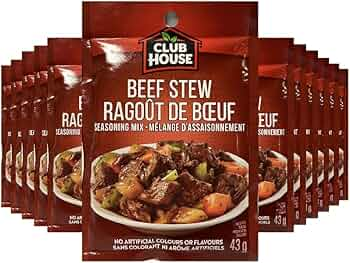 CLUB
HOUSE
BEEF STEW
RAGOÛT DE BŒUF
SEASONING MIX • MÉLANGE D'ASSAISONNEMENT
NO ARTIFICIAL COLOURS OR FLAVOURS
SANS COLORANT NI ARÔME ARTIFICIELS
43 g